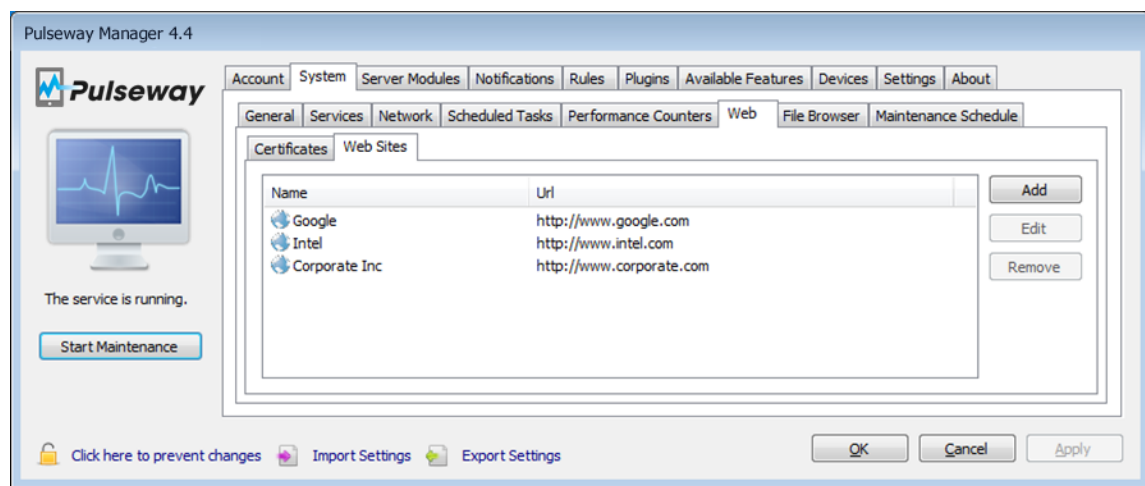 Pulseway Manager 4.4
Pulseway
Account System Server Modules Notifications Rules Plugins Available Features Devices Settings About
General Services Network Scheduled Tasks Performance Counters Web File Browser Maintenance Schedule
Certificates Web Sites
Name Url
Google http://www.google.com
Intel http://www.intel.com
Corporate Inc http://www.corporate.com
Add
Edit
Remove
The service is running.
Start Maintenance
Click here to prevent changes Import Settings Export Settings
OK Cancel Apply